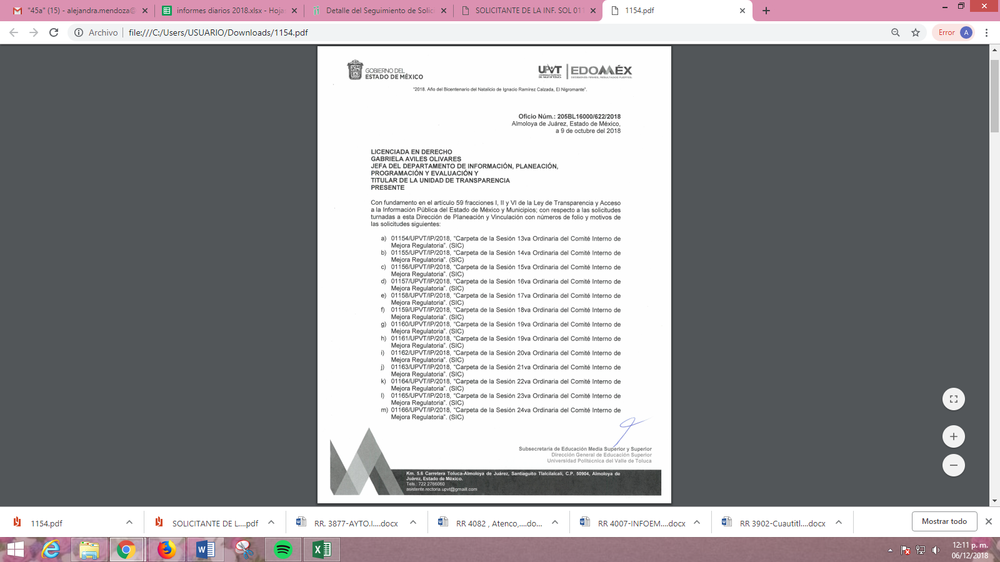 "45a" (15) - alejandra.mendoza@
informes diarios 2018.xlsx - Hoja
Detalle del Seguimiento de Solic
SOLICITANTE DE LA INF. SOL 011
1154.pdf
Archivo
file:///C:/Users/USUARIO/Downloads/1154.pdf
Error
A
GOBIERNO DEL
ESTADO DE MÉXICO
UPVT
EDOMÉX
"2018. Año del Bicentenario del Natalicio de Ignacio Ramírez Calzada, El Nigromante".
Oficio Núm.: 205BL16000/622/2018
Almoloya de Juárez, Estado de México,
a 9 de octubre del 2018
LICENCIADA EN DERECHO
GABRIELA AVILES OLIVARES
JEFA DEL DEPARTAMENTO DE INFORMACIÓN, PLANEACIÓN,
PROGRAMACIÓN Y EVALUACIÓN Y
TITULAR DE LA UNIDAD DE TRANSPARENCIA
PRESENTE
Con fundamento en el artículo 59 fracciones I, II y VI de la Ley de Transparencia y Acceso
a la Información Pública del Estado de México y Municipios; con respecto a las solicitudes
turnadas a esta Dirección de Planeación y Vinculación con números de folio y motivos de
las solicitudes siguientes:
a) 01154/UPVT/IP/2018, "Carpeta de la Sesión 13va Ordinaria del Comité Interno de
Mejora Regulatoria". (SIC)
b) 01155/UPVT/IP/2018, "Carpeta de la Sesión 14va Ordinaria del Comité Interno de
Mejora Regulatoria". (SIC)
c) 01156/UPVT/IP/2018, "Carpeta de la Sesión 15va Ordinaria del Comité Interno de
Mejora Regulatoria". (SIC)
d) 01157/UPVT/IP/2018, "Carpeta de la Sesión 16va Ordinaria del Comité Interno de
Mejora Regulatoria". (SIC)
e) 01158/UPVT/IP/2018, "Carpeta de la Sesión 17va Ordinaria del Comité Interno de
Mejora Regulatoria". (SIC)
f) 01159/UPVT/IP/2018, "Carpeta de la Sesión 18va Ordinaria del Comité Interno de
Mejora Regulatoria". (SIC)
g) 01160/UPVT/IP/2018, "Carpeta de la Sesión 19va Ordinaria del Comité Interno de
Mejora Regulatoria". (SIC)
h) 01161/UPVT/IP/2018, "Carpeta de la Sesión 19va Ordinaria del Comité Interno de
Mejora Regulatoria". (SIC)
i) 01162/UPVT/IP/2018, "Carpeta de la Sesión 20va Ordinaria del Comité Interno de
Mejora Regulatoria". (SIC)
j) 01163/UPVT/IP/2018, "Carpeta de la Sesión 21va Ordinaria del Comité Interno de
Mejora Regulatoria". (SIC)
k) 01164/UPVT/IP/2018, "Carpeta de la Sesión 22va Ordinaria del Comité Interno de
Mejora Regulatoria". (SIC)
l) 01165/UPVT/IP/2018, "Carpeta de la Sesión 23va Ordinaria del Comité Interno de
Mejora Regulatoria". (SIC)
m) 01166/UPVT/IP/2018, "Carpeta de la Sesión 24va Ordinaria del Comité Interno de
Mejora Regulatoria". (SIC)
Subsecretaría de Educación Media Superior y Superior
Dirección General de Educación Superior
Universidad Politécnica del Valle de Toluca
Km. 5.6 Carretera Toluca-Almoloya de Juárez, Santiaguito Tlalcilalcali, C.P. 50904, Almoloya de
Juárez, Estado de México.
Tels.: 722 2766060
asistente.rectoria.upvt@gmail.com
1154.pdf
SOLICITANTE DE L....pdf
RR. 3877-AYTO.I....docx
RR 4082 , Atenco,....do...
RR 4007-INFOEM....docx
RR 3902-Cuautitl....docx
Mostrar todo
12:11 p. m.
06/12/2018